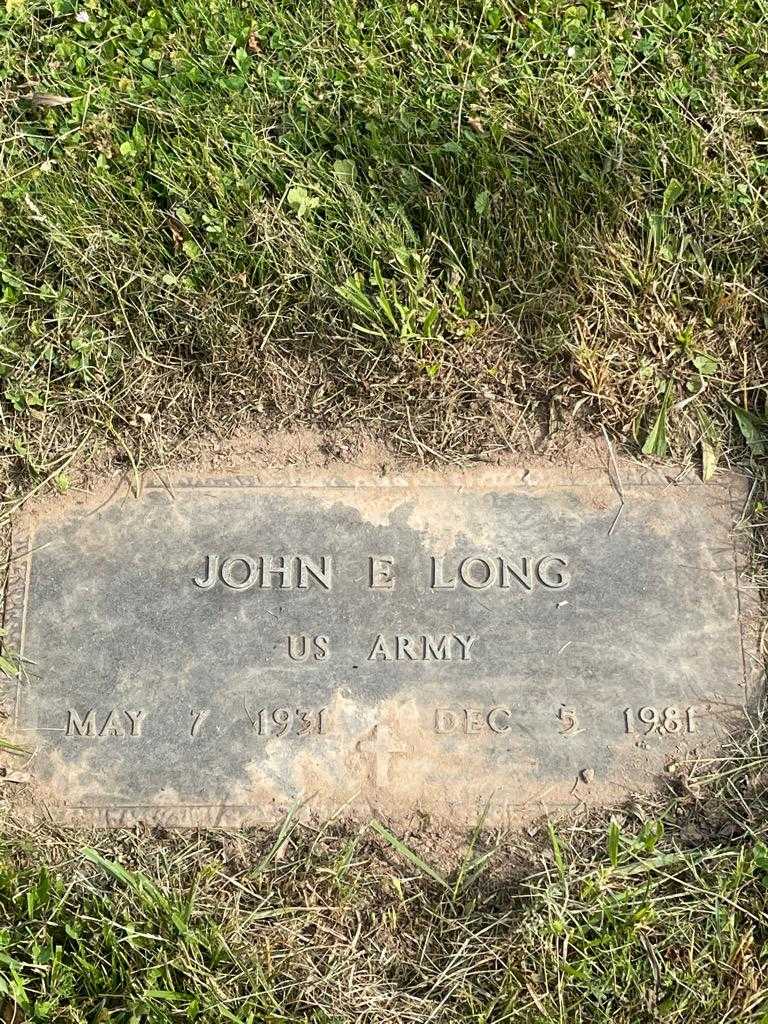 JOHN E LONG
US ARMY
MAY 7 1931 DEC 5 1981